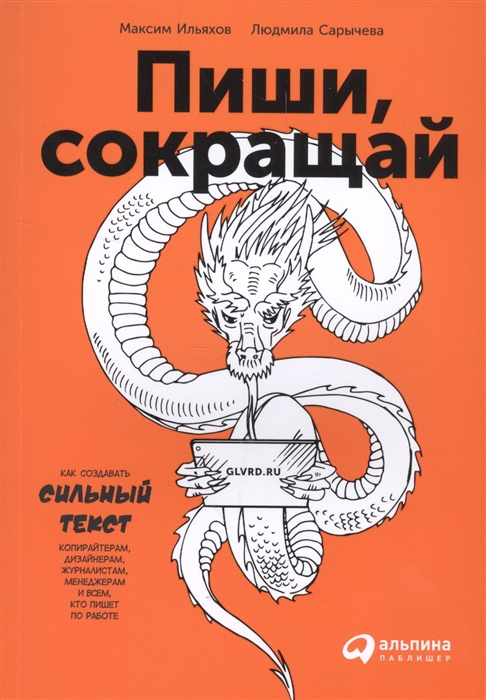 Максим Ильяхов Людмила Сарычева
Пиши,
сокращай
GLVRD.RU
КАК СОЗДАВАТЬ
СИЛЬНЫЙ
ТЕКСТ
КОПИРАЙТЕРАМ,
ДИЗАЙНЕРАМ,
ЖУРНАЛИСТАМ,
МЕНЕДЖЕРАМ
И ВСЕМ,
КТО ПИШЕТ
ПО РАБОТЕ
альпина
ПАБЛИШЕР